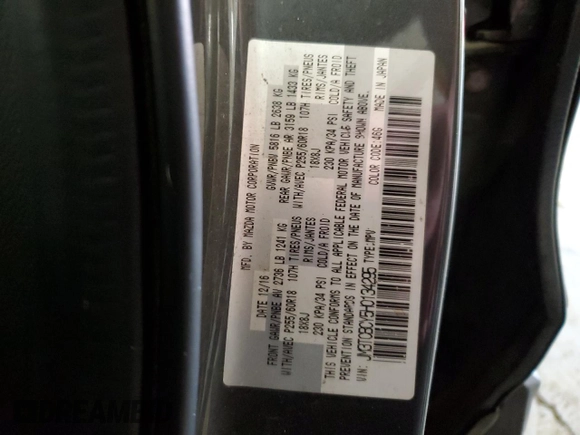 MFD. BY MAZDA MOTOR CORPORATION
DATE: 12/16
GVWR/PNBV 5816 LB 2638 KG
FRONT GAWR/PNBE AV 2736 LB 1241 KG
REAR GAWR/PNBE AR 3159 LB 1433 KG
WITH/AVEC P255/60R18 107H TIRES/PNEUS
WITH/AVEC P255/60R18 107H TIRES/PNEUS
18X8J RIMS/JANTES
18X8J RIMS/JANTES
230 KPA/34 PSI COLD/A FROID
230 KPA/34 PSI COLD/A FROID
THIS VEHICLE CONFORMS TO ALL APPLICABLE FEDERAL MOTOR VEHICLE SAFETY AND THEFT
PREVENTION STANDARDS IN EFFECT ON THE DATE OF MANUFACTURE SHOWN ABOVE.
VIN: JM3TCBCY5H0134295 TYPE:MPV COLOR CODE:46G MADE IN JAPAN
DREAMBID